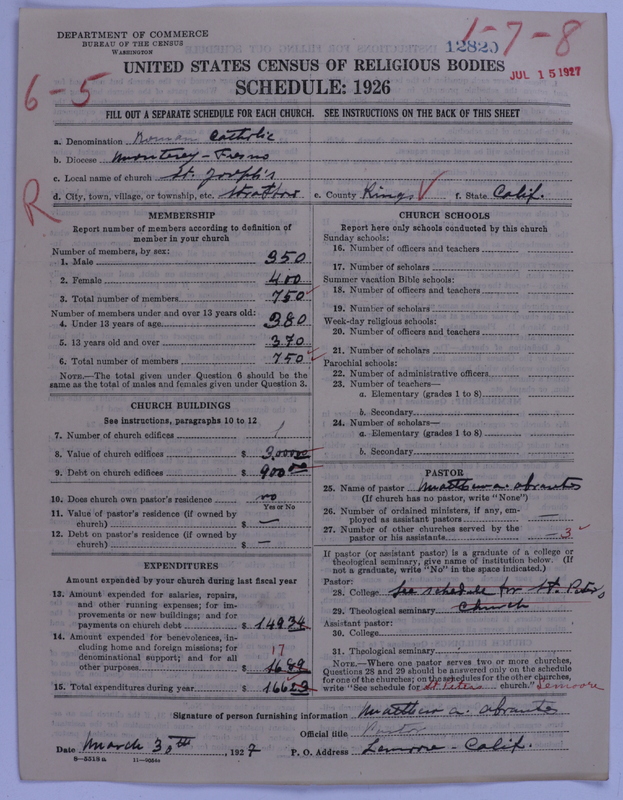 DEPARTMENT OF COMMERCE
BUREAU OF THE CENSUS
WASHINGTON
12820
1-7-8
UNITED STATES CENSUS OF RELIGIOUS BODIES
JUL 15 1927
6-5
SCHEDULE: 1926
FILL OUT A SEPARATE SCHEDULE FOR EACH CHURCH. SEE INSTRUCTIONS ON THE BACK OF THIS SHEET
a. Denomination Roman Catholic
b. Diocese Monterey-Fresno
c. Local name of church St. Joseph's
d. City, town, village, or township, etc. Stratford e. County Kings f. State Calif.
R
MEMBERSHIP
Report number of members according to definition of member in your church
Number of members, by sex:
1. Male 350
2. Female 400
3. Total number of members 750
Number of members under and over 13 years old:
4. Under 13 years of age 380
5. 13 years old and over 370
6. Total number of members 750
NOTE.—The total given under Question 6 should be the
same as the total of males and females given under Question 3.
CHURCH BUILDINGS
See instructions, paragraphs 10 to 12
7. Number of church edifices 1
8. Value of church edifices $ 3,000.00
9. Debt on church edifices $ 900.00
10. Does church own pastor's residence no
Yes or No
11. Value of pastor's residence (if owned by
church) $ —
12. Debt on pastor's residence (if owned by
church) $ —
EXPENDITURES
Amount expended by your church during last fiscal year
13. Amount expended for salaries, repairs,
and other running expenses; for im-
provements or new buildings; and for
payments on church debt $ 1493 4
14. Amount expended for benevolences, in-
cluding home and foreign missions; for
denominational support; and for all
other purposes $ 168 9
17
15. Total expenditures during year $ 1662 3
CHURCH SCHOOLS
Report here only schools conducted by this church
Sunday schools:
16. Number of officers and teachers
17. Number of scholars
Summer vacation Bible schools:
18. Number of officers and teachers
19. Number of scholars
Week-day religious schools:
20. Number of officers and teachers
21. Number of scholars
Parochial schools:
22. Number of administrative officers
23. Number of teachers—
a. Elementary (grades 1 to 8)
b. Secondary
24. Number of scholars—
a. Elementary (grades 1 to 8)
b. Secondary
PASTOR
25. Name of pastor Matthew A. Abrantes
(If church has no pastor, write "None")
26. Number of ordained ministers, if any, em-
ployed as assistant pastors —
27. Number of other churches served by the
pastor or his assistants — 3
If pastor (or assistant pastor) is a graduate of a college or
theological seminary, give name of institution below. (If
not a graduate, write "No" in the space indicated.)
Pastor:
28. College See schedule for St. Peters
29. Theological seminary Church
Assistant pastor:
30. College
31. Theological seminary
NOTE.—Where one pastor serves two or more churches,
Questions 28 and 29 should be answered only on the schedule
for one of the churches; on the schedules for the other churches,
write "See schedule for St Peters church." Lemoore
Signature of person furnishing information Matthew A. Abrantes
Official title Pastor
Date March 30th, 1927 P. O. Address Lemoore - Calif.
8-5518a 11-9054a